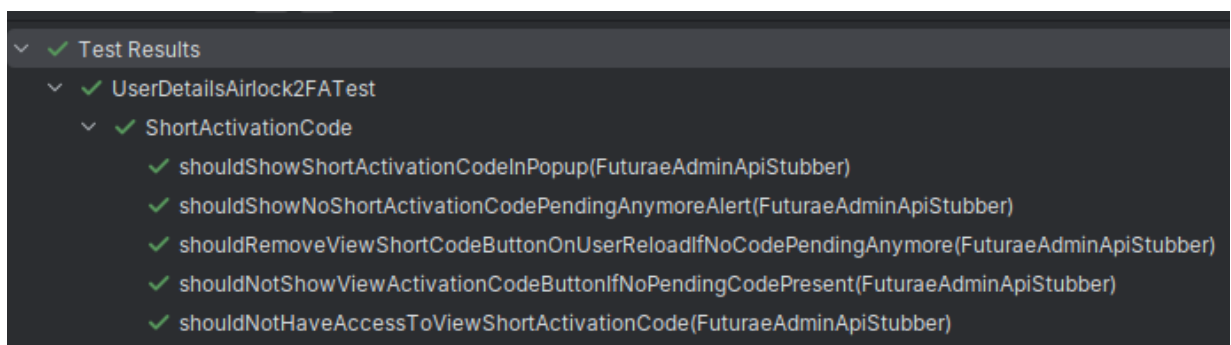 Test Results
UserDetailsAirlock2FATest
ShortActivationCode
shouldShowShortActivationCodeInPopup(FuturaeAdminApiStubber)
shouldShowNoShortActivationCodePendingAnymoreAlert(FuturaeAdminApiStubber)
shouldRemoveViewShortCodeButtonOnUserReloadIfNoCodePendingAnymore(FuturaeAdminApiStubber)
shouldNotShowViewActivationCodeButtonIfNoPendingCodePresent(FuturaeAdminApiStubber)
shouldNotHaveAccessToViewShortActivationCode(FuturaeAdminApiStubber)